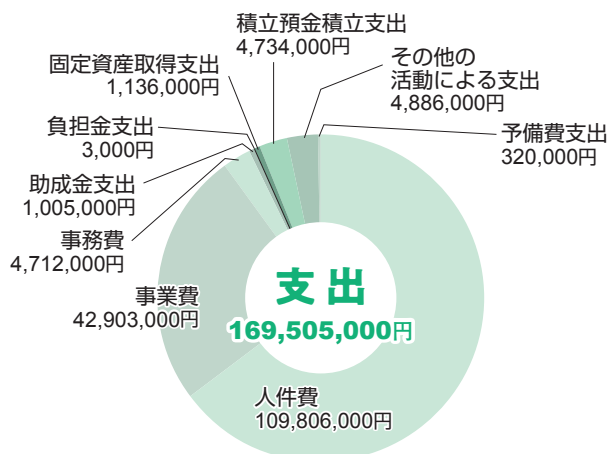 積立預金積立支出
4,734,000円
その他の
活動による支出
4,886,000円
固定資産取得支出
1,136,000円
予備費支出
320,000円
負担金支出
3,000円
助成金支出
1,005,000円
事務費
4,712,000円
事業費
42,903,000円
支出
169,505,000円
人件費
109,806,000円